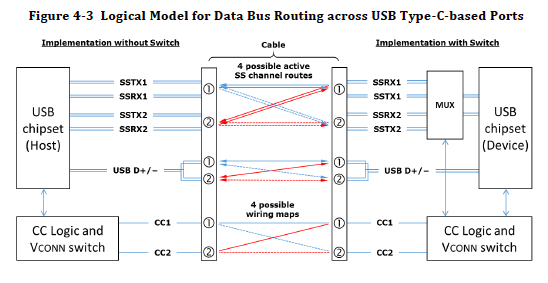 Figure 4-3 Logical Model for Data Bus Routing across USB Type-C-based Ports
Implementation without Switch
Cable
Implementation with Switch
4 possible active
SS channel routes
USB
chipset
(Host)
SSTX1
SSRX1
SSTX2
SSRX2
USB D+/−
①
②
①
②
①
②
①
②
SSRX1
SSTX1
SSRX2
SSTX2
USB D+/−
MUX
USB
chipset
(Device)
4 possible
wiring maps
CC Logic and
VCONN switch
CC1
CC2
①
②
①
②
CC1
CC2
CC Logic and
VCONN switch